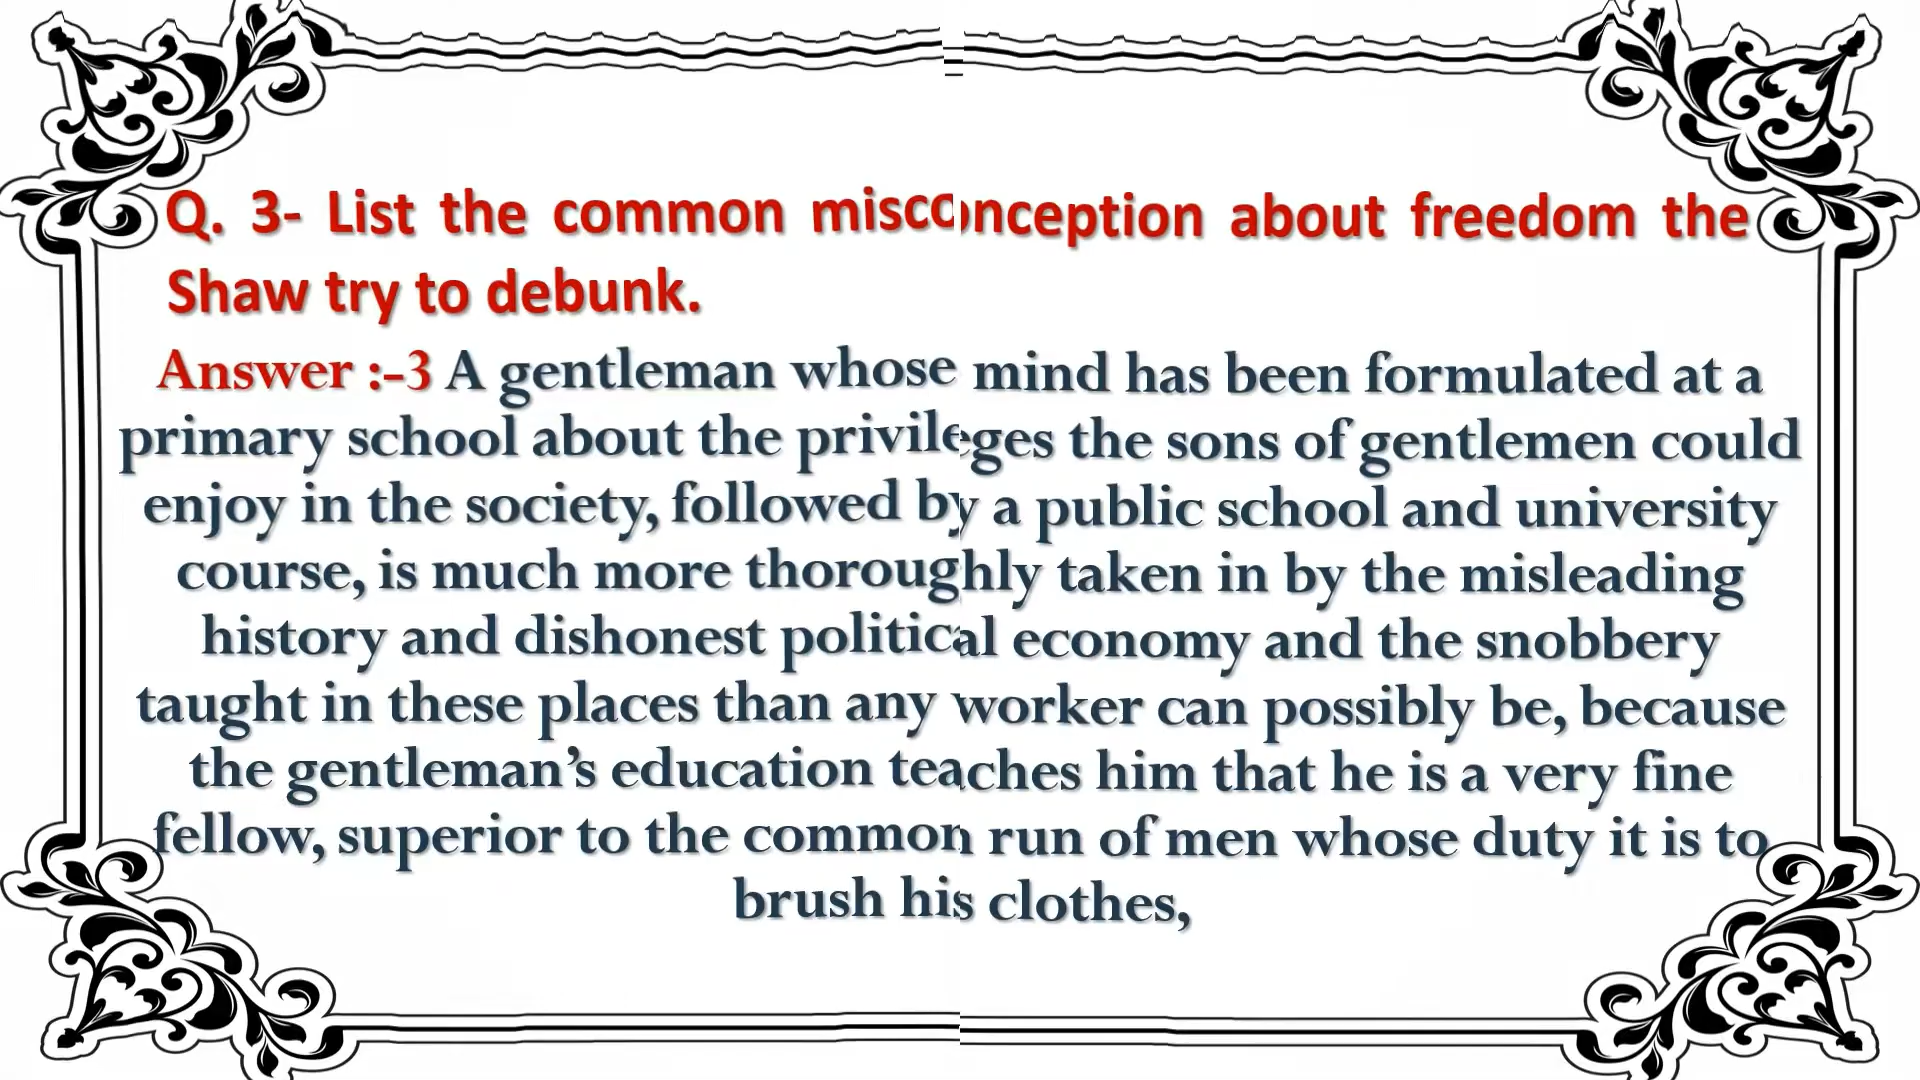 Q. 3- List the common misconception about freedom the
Shaw try to debunk.
Answer :-3 A gentleman whose mind has been formulated at a
primary school about the privileges the sons of gentlemen could
enjoy in the society, followed by a public school and university
course, is much more thoroughly taken in by the misleading
history and dishonest political economy and the snobbery
taught in these places than any worker can possibly be, because
the gentleman’s education teaches him that he is a very fine
fellow, superior to the common run of men whose duty it is to
brush his clothes,